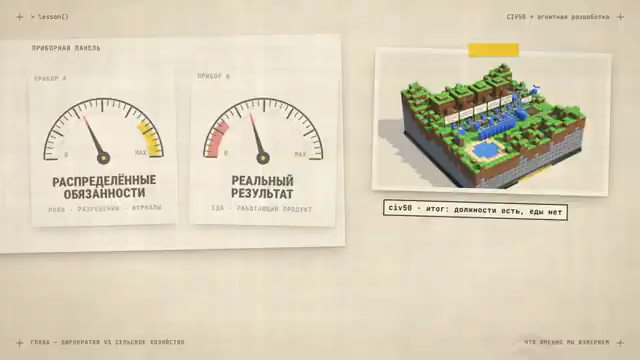 > lesson()
CIV50 + агентная разработка
ПРИБОРНАЯ ПАНЕЛЬ
ПРИБОР A
0
MAX
РАСПРЕДЕЛЁННЫЕ
ОБЯЗАННОСТИ
РОЛИ · РАЗРЕШЕНИЯ · ЖУРНАЛЫ
ПРИБОР B
0
MAX
РЕАЛЬНЫЙ
РЕЗУЛЬТАТ
ЕДА · РАБОТАЮЩИЙ ПРОДУКТ
civ50 · итог: должности есть, еды нет
ГЛАВА — БЮРОКРАТИЯ VS СЕЛЬСКОЕ ХОЗЯЙСТВО
ЧТО ИМЕННО МЫ ИЗМЕРЯЕМ